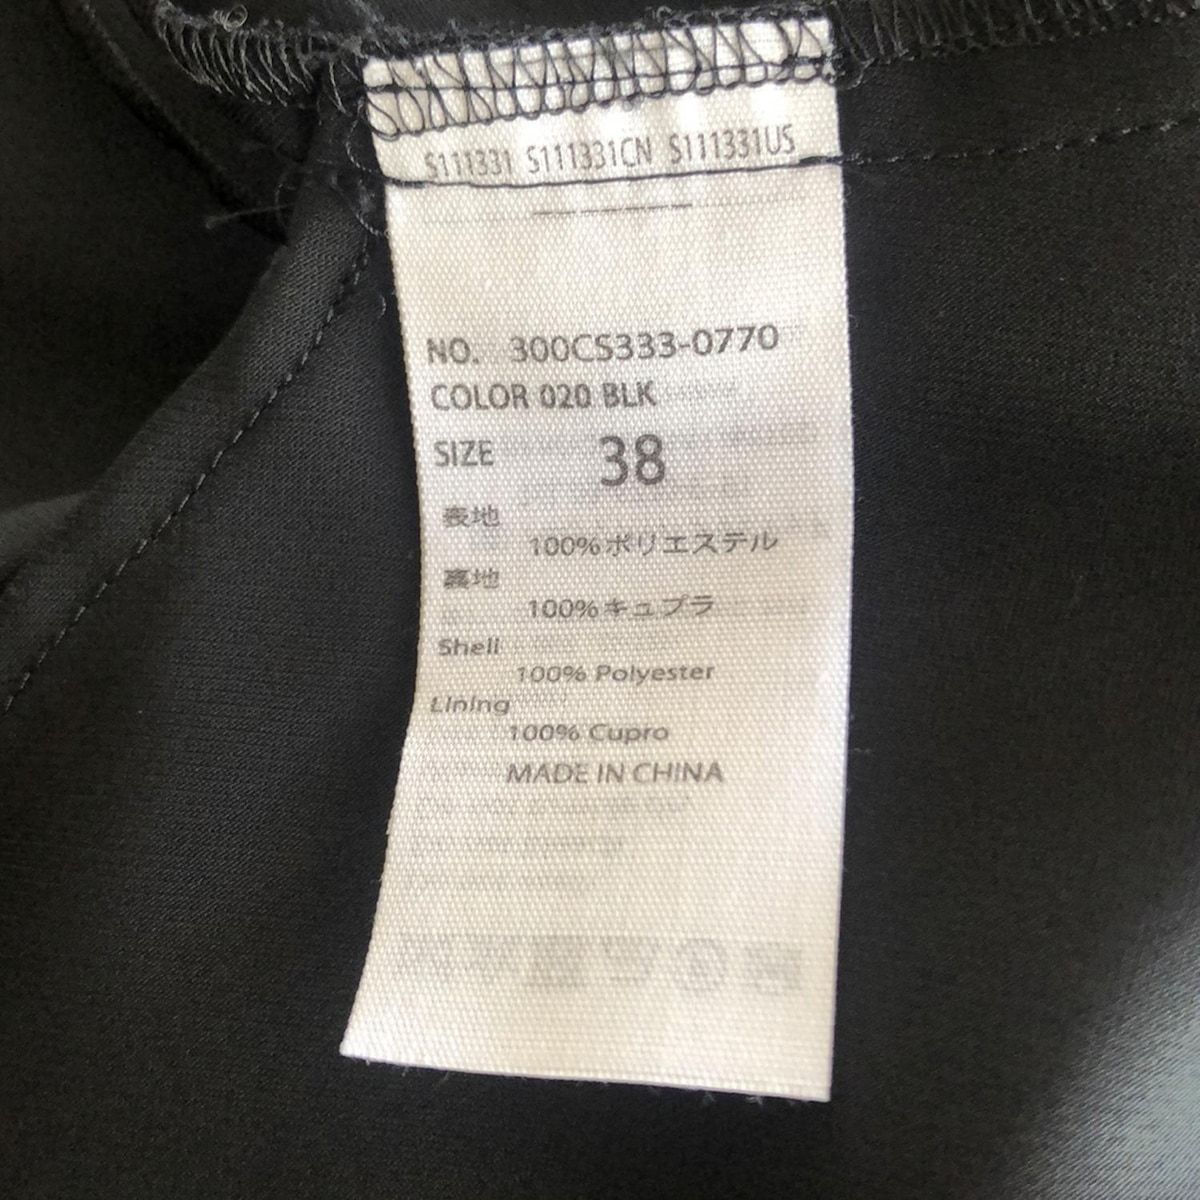 S111331 S111331CN S111331US
NO. 300CS333-0770
COLOR 020 BLK
SIZE 38
表地
100%ポリエステル
裏地
100%キュプラ
Shell
100% Polyester
Lining
100% Cupro
MADE IN CHINA